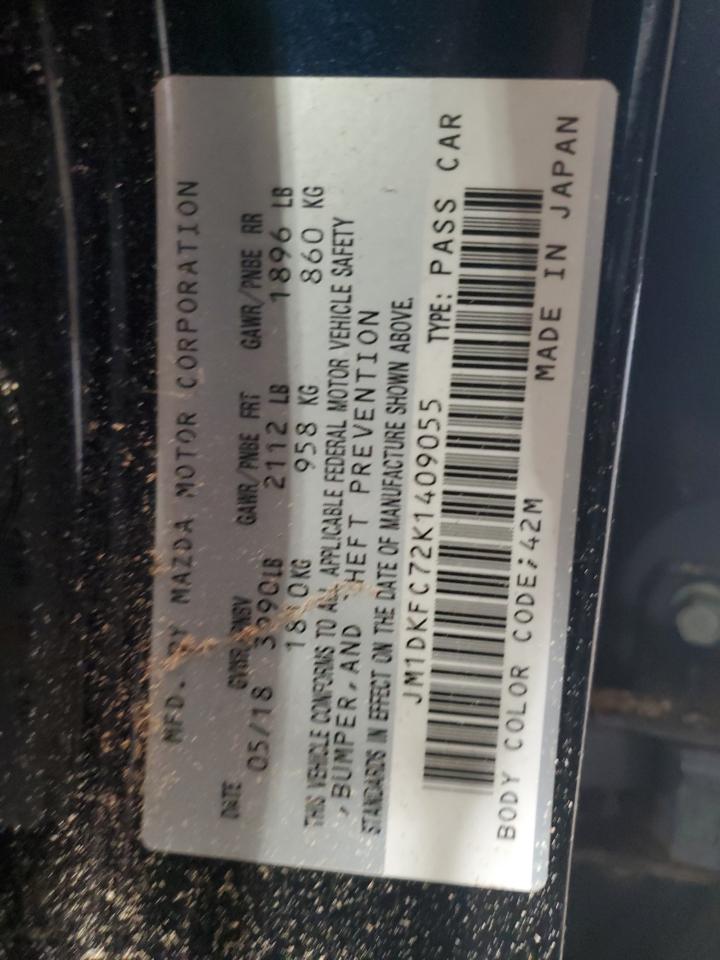 MFD. BY MAZDA MOTOR CORPORATION
DATE GVWR/PNBV GAWR/PNBE FRT GAWR/PNBE RR
05/18 3990LB 2112 LB 1896 LB
1810KG 958 KG 860 KG
THIS VEHICLE CONFORMS TO ALL APPLICABLE FEDERAL MOTOR VEHICLE SAFETY
,BUMPER,AND THEFT PREVENTION
STANDARDS IN EFFECT ON THE DATE OF MANUFACTURE SHOWN ABOVE.
JM1DKFC72K1409055 TYPE: PASS CAR
BODY COLOR CODE:42M MADE IN JAPAN